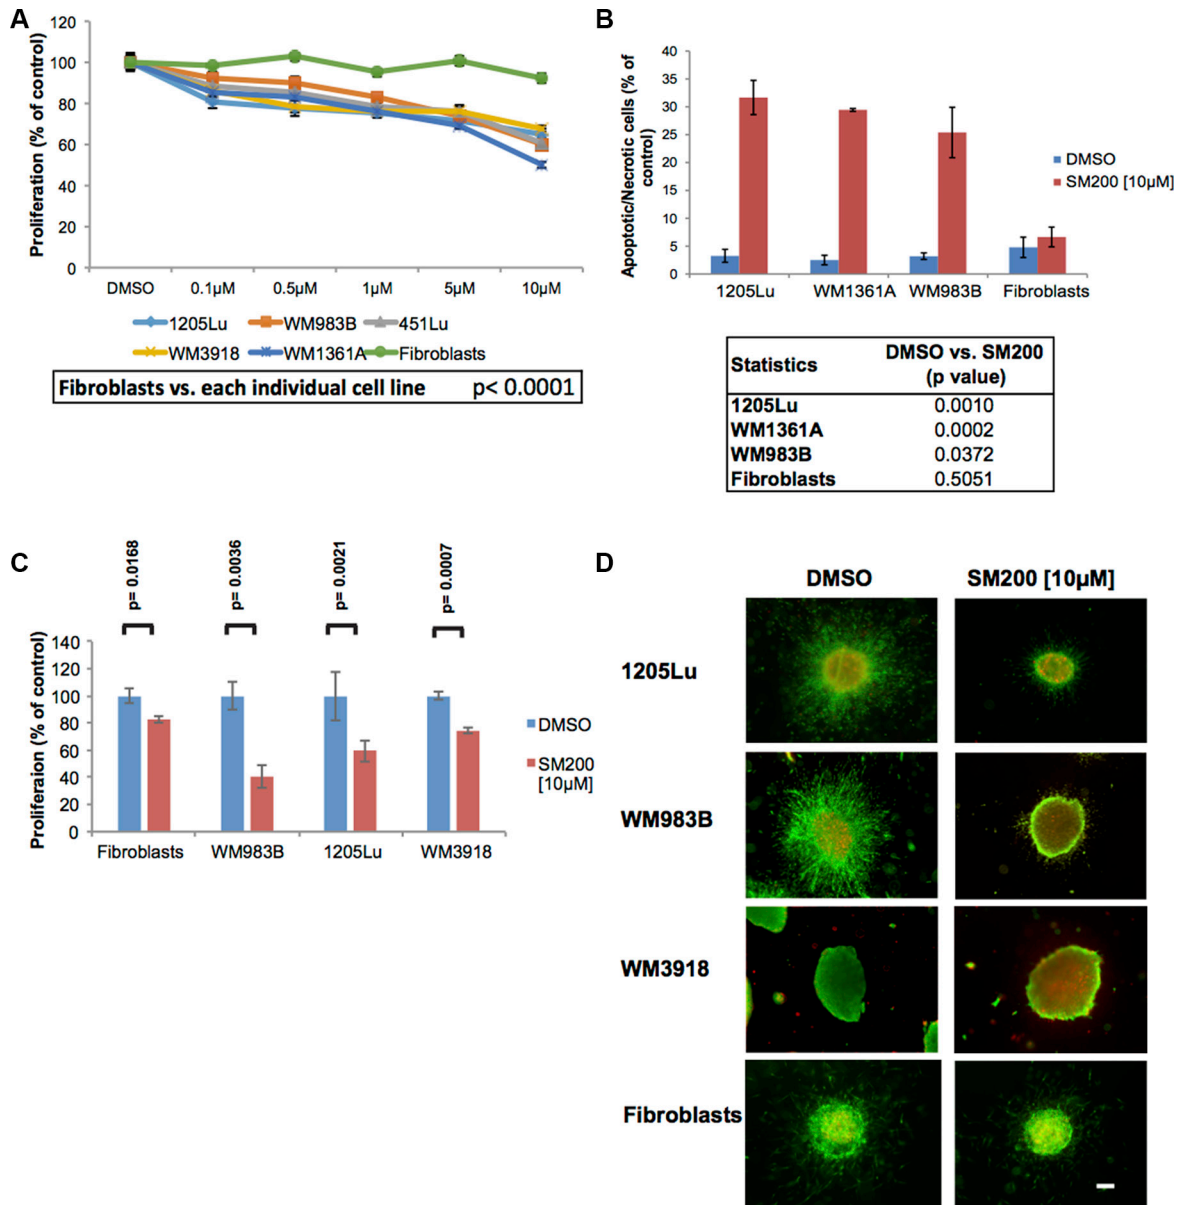 A
120
100
80
60
40
20
0
Proliferation (% of control)
DMSO 0.1µM 0.5µM 1µM 5µM 10µM
1205Lu WM983B 451Lu
WM3918 WM1361A Fibroblasts
Fibroblasts vs. each individual cell line p< 0.0001
B
40
35
30
25
20
15
10
5
0
Apoptotic/Necrotic cells (% of
control)
1205Lu WM1361A WM983B Fibroblasts
DMSO
SM200 [10µM]
Statistics DMSO vs. SM200
(p value)
1205Lu 0.0010
WM1361A 0.0002
WM983B 0.0372
Fibroblasts 0.5051
C
p= 0.0168
p= 0.0036
p= 0.0021
p= 0.0007
140
120
100
80
60
40
20
0
Proliferaion (% of control)
Fibroblasts WM983B 1205Lu WM3918
DMSO
SM200
[10µM]
D
DMSO SM200 [10µM]
1205Lu
WM983B
WM3918
Fibroblasts